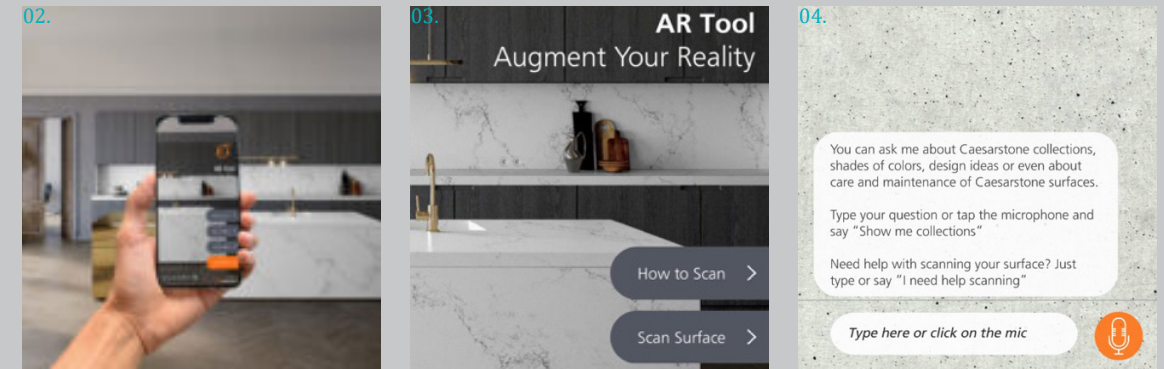 02.
03.
AR Tool
Augment Your Reality
How to Scan
Scan Surface
04.
You can ask me about Caesarstone collections,
shades of colors, design ideas or even about
care and maintenance of Caesarstone surfaces.
Type your question or tap the microphone and
say “Show me collections”
Need help with scanning your surface? Just
type or say “I need help scanning”
Type here or click on the mic